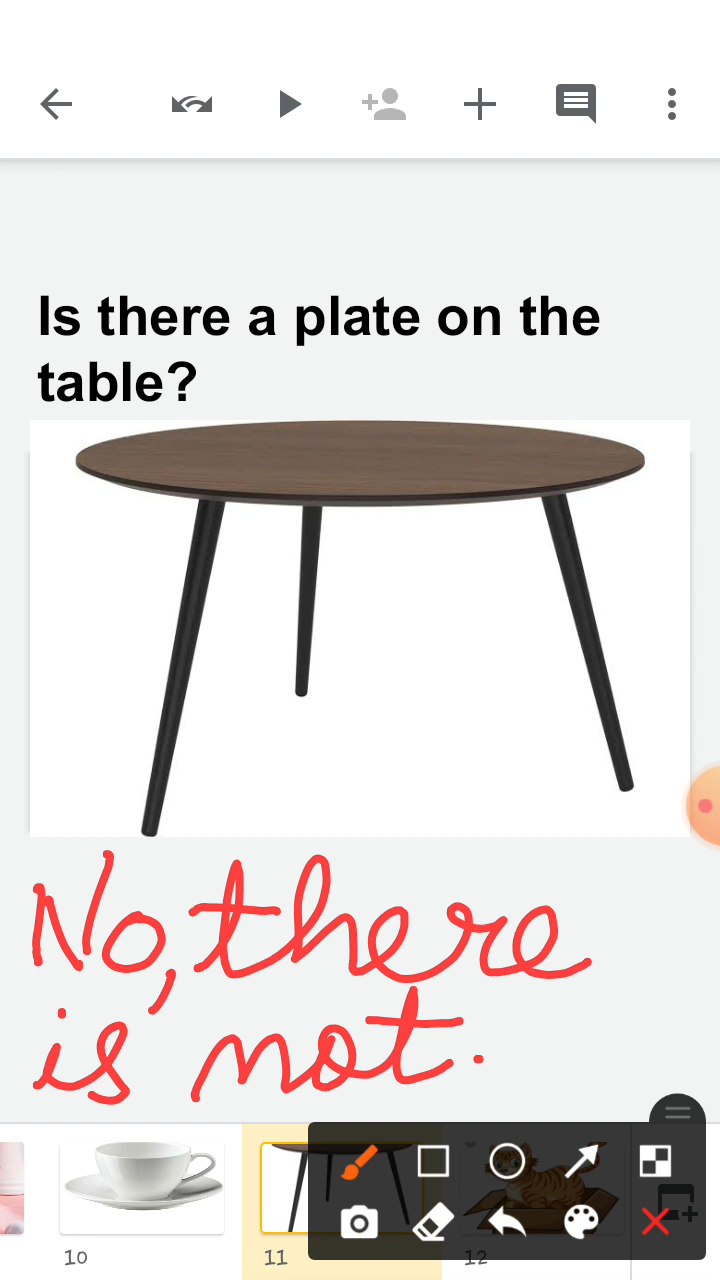 Is there a plate on the
table?
No, there
is not.
10
11
12